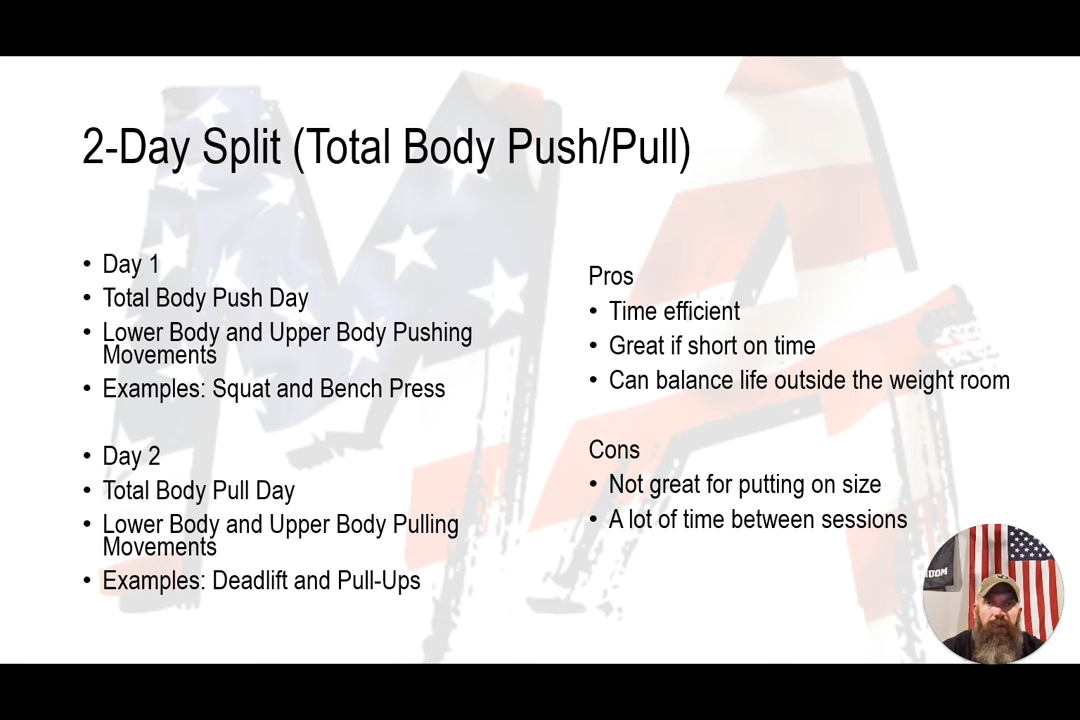 2-Day Split (Total Body Push/Pull)
• Day 1
• Total Body Push Day
• Lower Body and Upper Body Pushing
Movements
• Examples: Squat and Bench Press
• Day 2
• Total Body Pull Day
• Lower Body and Upper Body Pulling
Movements
• Examples: Deadlift and Pull-Ups
Pros
• Time efficient
• Great if short on time
• Can balance life outside the weight room
Cons
• Not great for putting on size
• A lot of time between sessions
MA